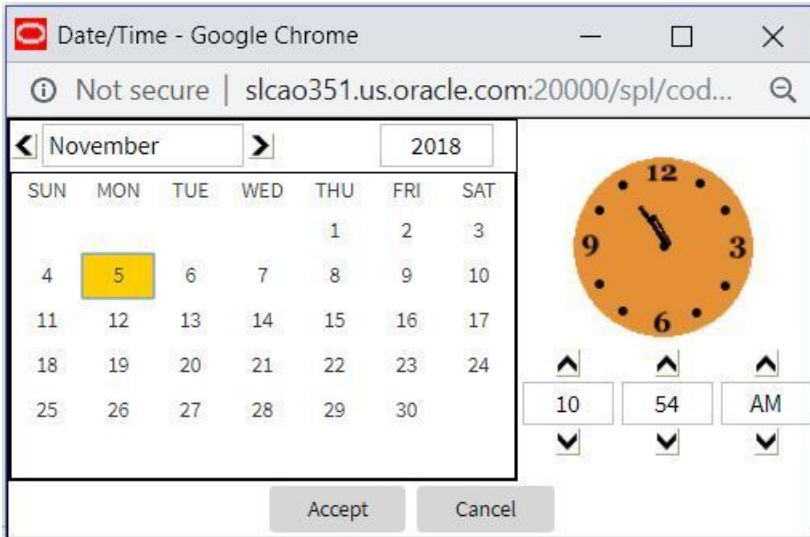 Date/Time - Google Chrome
Not secure | slcao351.us.oracle.com:20000/spl/cod...
November 2018
SUN MON TUE WED THU FRI SAT
1 2 3
4 5 6 7 8 9 10
11 12 13 14 15 16 17
18 19 20 21 22 23 24
25 26 27 28 29 30
12
9 3
6
10 54 AM
Accept Cancel